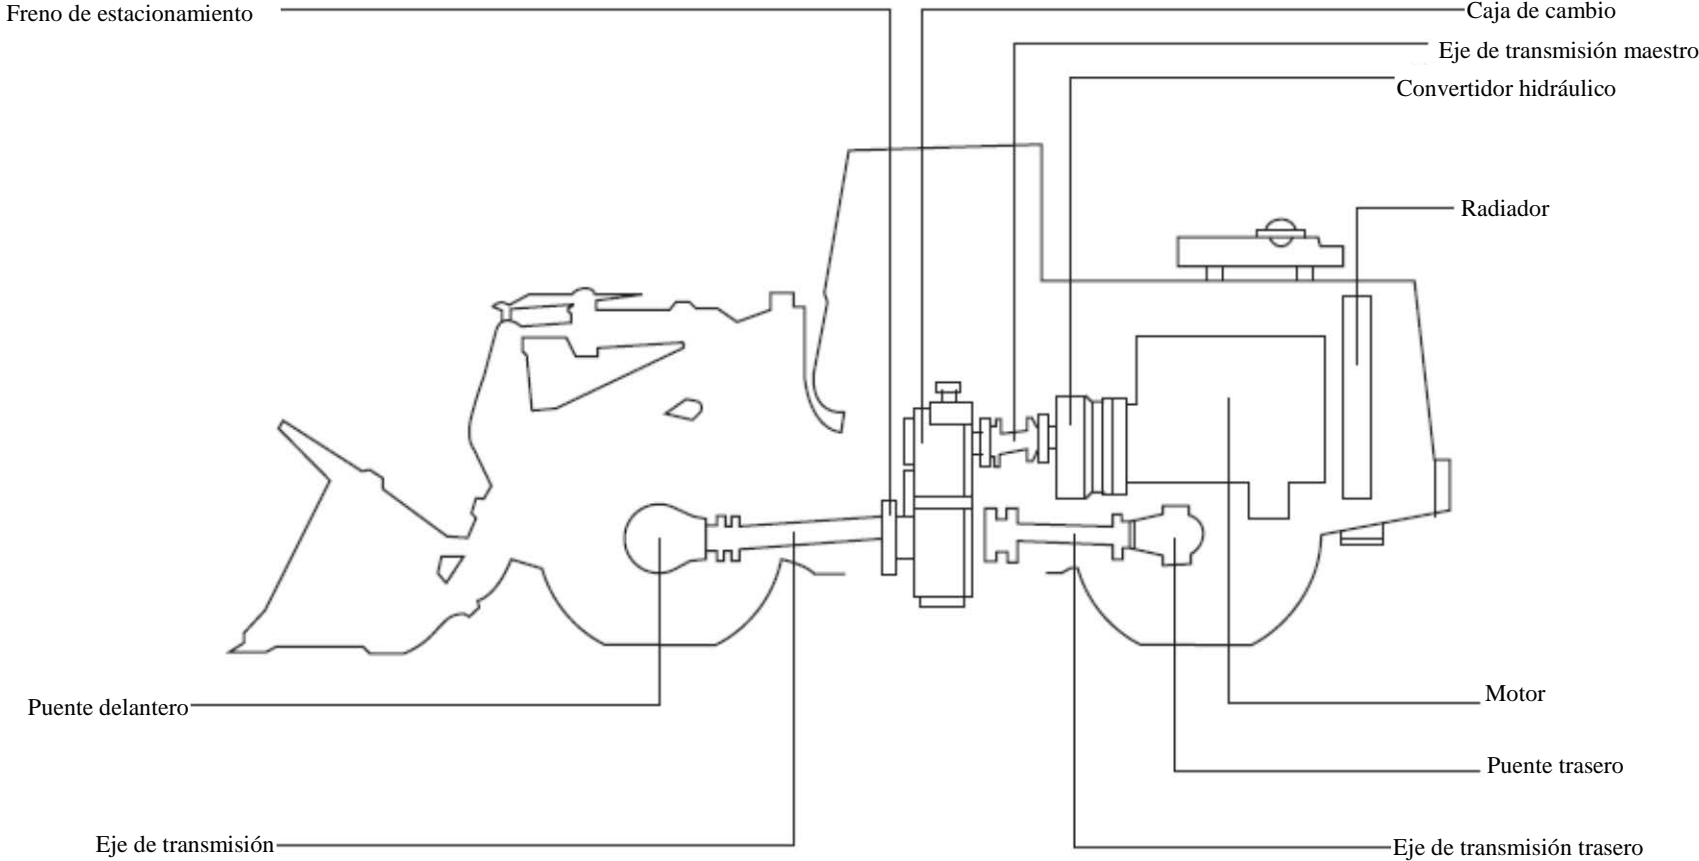 Freno de estacionamiento
Caja de cambio
Eje de transmisión maestro
Convertidor hidráulico
Radiador
Puente delantero
Motor
Puente trasero
Eje de transmisión
Eje de transmisión trasero